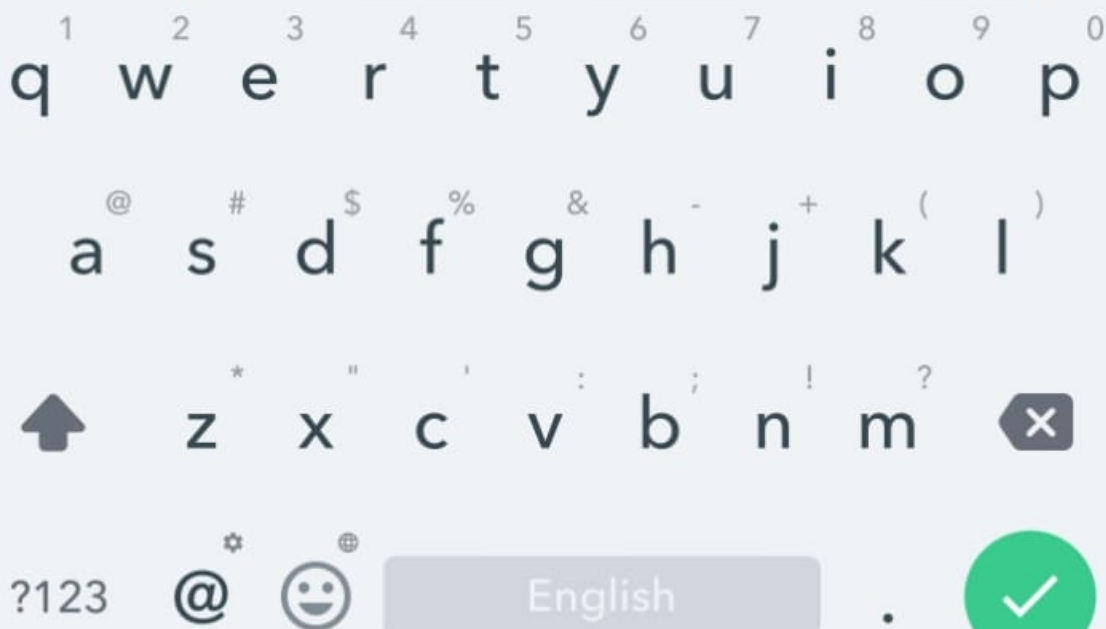 1 2 3 4 5 6 7 8 9 0
q w e r t y u i o p
@ # $ % & - + ( )
a s d f g h j k l
* " ' : ; ! ?
z x c v b n m
?123 @ English .